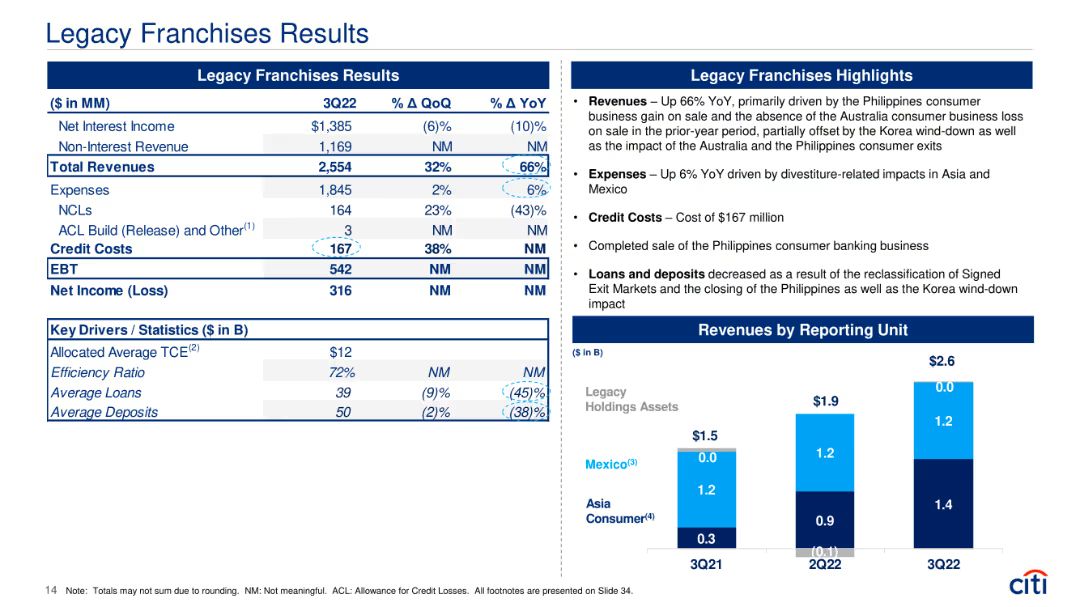 Legacy Franchises Results
Legacy Franchises Results
($ in MM) 3Q22 % Δ QoQ % Δ YoY
Net Interest Income $1,385 (6)% (10)%
Non-Interest Revenue 1,169 NM NM
Total Revenues 2,554 32% 66%
Expenses 1,845 2% 6%
NCLs 164 23% (43)%
ACL Build (Release) and Other(1) 3 NM NM
Credit Costs 167 38% NM
EBT 542 NM NM
Net Income (Loss) 316 NM NM
Key Drivers / Statistics ($ in B)
Allocated Average TCE(2) $12
Efficiency Ratio 72% NM NM
Average Loans 39 (9)% (45)%
Average Deposits 50 (2)% (38)%
Legacy Franchises Highlights
• Revenues – Up 66% YoY, primarily driven by the Philippines consumer
business gain on sale and the absence of the Australia consumer business loss
on sale in the prior-year period, partially offset by the Korea wind-down as well
as the impact of the Australia and the Philippines consumer exits
• Expenses – Up 6% YoY driven by divestiture-related impacts in Asia and
Mexico
• Credit Costs – Cost of $167 million
• Completed sale of the Philippines consumer banking business
• Loans and deposits decreased as a result of the reclassification of Signed
Exit Markets and the closing of the Philippines as well as the Korea wind-down
impact
Revenues by Reporting Unit
($ in B)
$2.6
Legacy
Holdings Assets
0.0
$1.9
1.2
$1.5
0.0
1.2
Mexico(3)
1.2
Asia
Consumer(4)
1.4
0.9
0.3
(0.1)
3Q21 2Q22 3Q22
14 Note: Totals may not sum due to rounding. NM: Not meaningful. ACL: Allowance for Credit Losses. All footnotes are presented on Slide 34.
citi